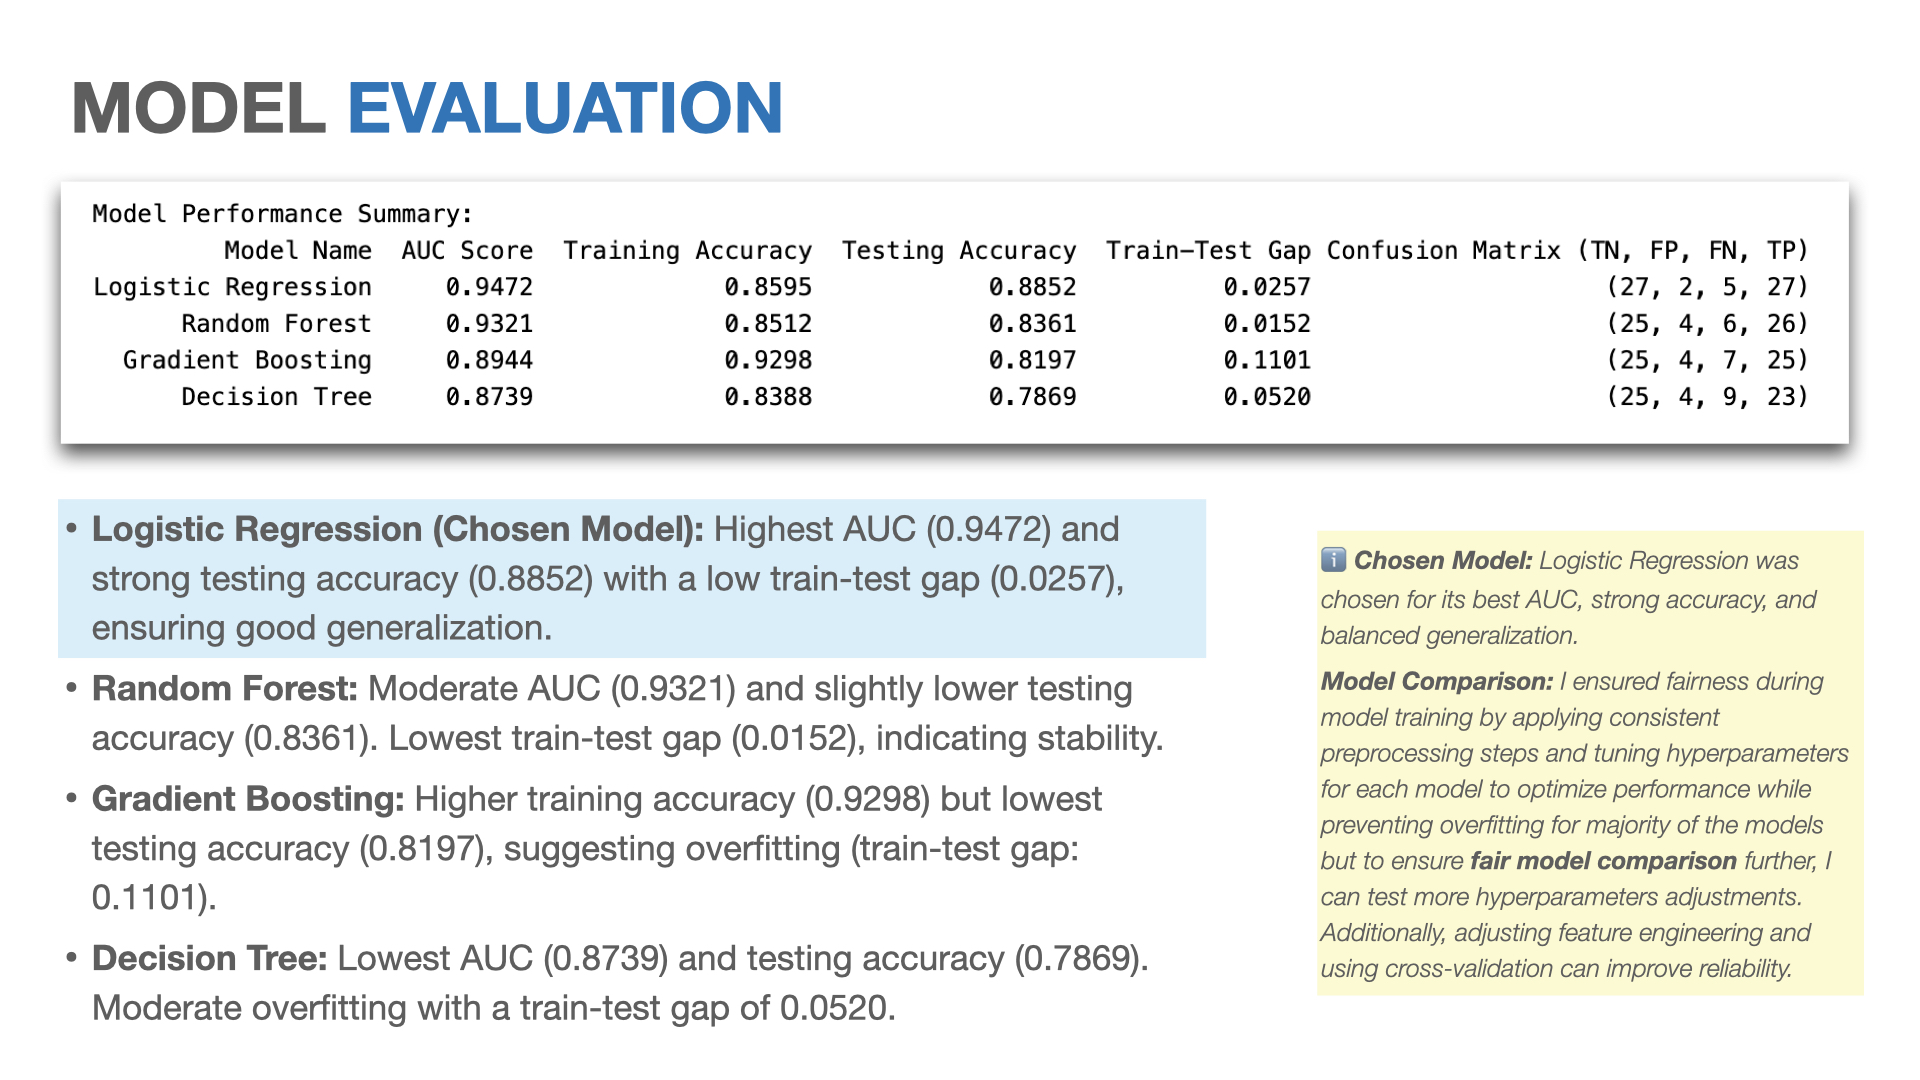 MODEL EVALUATION
Model Performance Summary:
Model Name AUC Score Training Accuracy Testing Accuracy Train-Test Gap Confusion Matrix (TN, FP, FN, TP)
Logistic Regression 0.9472 0.8595 0.8852 0.0257 (27, 2, 5, 27)
Random Forest 0.9321 0.8512 0.8361 0.0152 (25, 4, 6, 26)
Gradient Boosting 0.8944 0.9298 0.8197 0.1101 (25, 4, 7, 25)
Decision Tree 0.8739 0.8388 0.7869 0.0520 (25, 4, 9, 23)
• Logistic Regression (Chosen Model): Highest AUC (0.9472) and
strong testing accuracy (0.8852) with a low train-test gap (0.0257),
ensuring good generalization.
• Random Forest: Moderate AUC (0.9321) and slightly lower testing
accuracy (0.8361). Lowest train-test gap (0.0152), indicating stability.
• Gradient Boosting: Higher training accuracy (0.9298) but lowest
testing accuracy (0.8197), suggesting overfitting (train-test gap:
0.1101).
• Decision Tree: Lowest AUC (0.8739) and testing accuracy (0.7869).
Moderate overfitting with a train-test gap of 0.0520.
ℹ️ Chosen Model: Logistic Regression was
chosen for its best AUC, strong accuracy, and
balanced generalization.
Model Comparison: I ensured fairness during
model training by applying consistent
preprocessing steps and tuning hyperparameters
for each model to optimize performance while
preventing overfitting for majority of the models
but to ensure fair model comparison further, I
can test more hyperparameters adjustments.
Additionally, adjusting feature engineering and
using cross-validation can improve reliability.